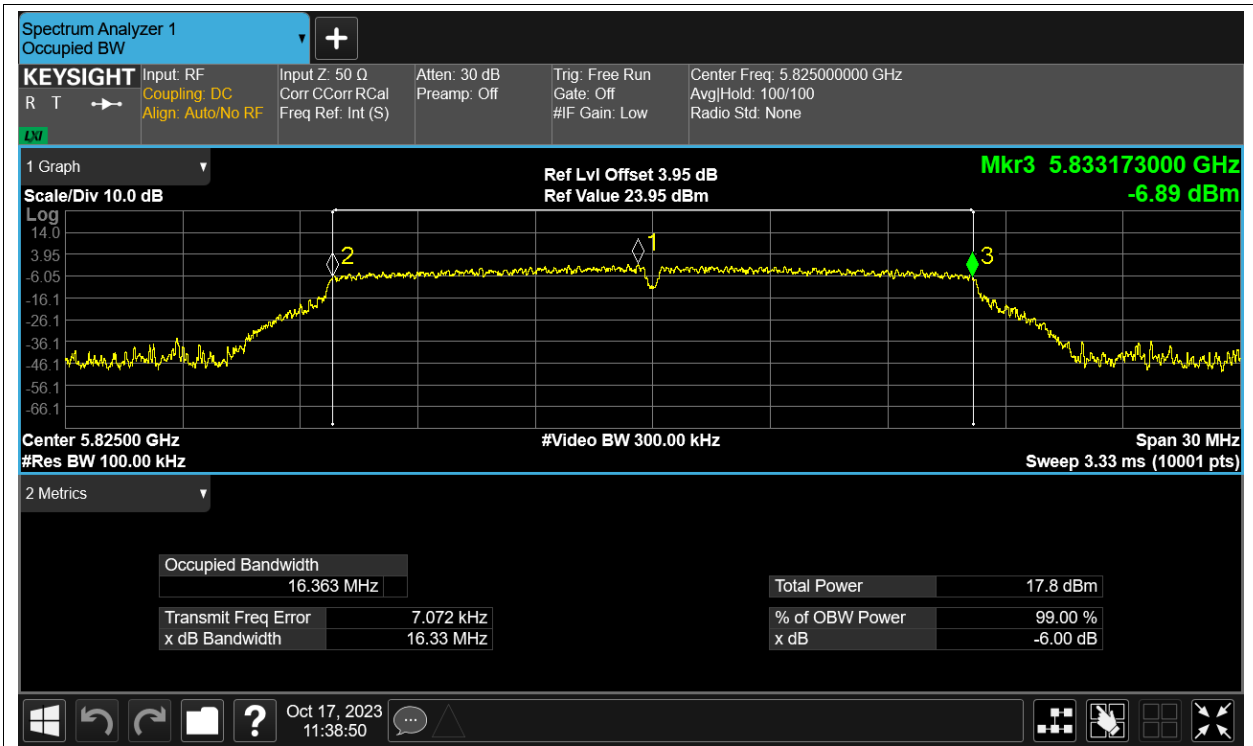 Spectrum Analyzer 1
Occupied BW
KEYSIGHT
R T
LXI
Input: RF
Coupling: DC
Align: Auto/No RF
Input Z: 50 Ω
Corr CCorr RCal
Freq Ref: Int (S)
Atten: 30 dB
Preamp: Off
Trig: Free Run
Gate: Off
#IF Gain: Low
Center Freq: 5.825000000 GHz
Avg|Hold: 100/100
Radio Std: None
1 Graph
Scale/Div 10.0 dB
Ref Lvl Offset 3.95 dB
Ref Value 23.95 dBm
Mkr3 5.833173000 GHz
-6.89 dBm
Log
14.0
3.95
-6.05
-16.1
-26.1
-36.1
-46.1
-56.1
-66.1
2
1
3
Center 5.82500 GHz
#Res BW 100.00 kHz
#Video BW 300.00 kHz
Span 30 MHz
Sweep 3.33 ms (10001 pts)
2 Metrics
Occupied Bandwidth
16.363 MHz
Transmit Freq Error 7.072 kHz
x dB Bandwidth 16.33 MHz
Total Power 17.8 dBm
% of OBW Power 99.00 %
x dB -6.00 dB
?
Oct 17, 2023
11:38:50